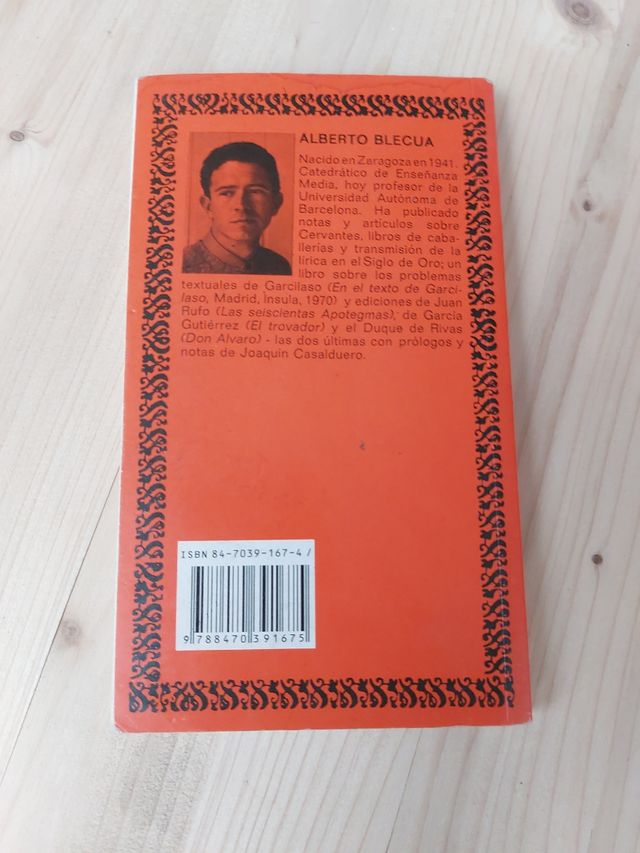 ALBERTO BLECUA
Nacido en Zaragoza en 1941.
Catedrático de Enseñanza
Media, hoy profesor de la
Universidad Autónoma de
Barcelona. Ha publicado
notas y artículos sobre
Cervantes, libros de caba-
llerías y transmisión de la
lírica en el Siglo de Oro; un
libro sobre los problemas
textuales de Garcilaso (En el texto de Garci-
laso, Madrid, Ínsula, 1970) y ediciones de Juan
Rufo (Las seiscientas Apotegmas), de García
Gutiérrez (El trovador) y el Duque de Rivas
(Don Alvaro) - las dos últimas con prólogos y
notas de Joaquín Casalduero.
ISBN 84-7039-167-4 /
9 788470 391675